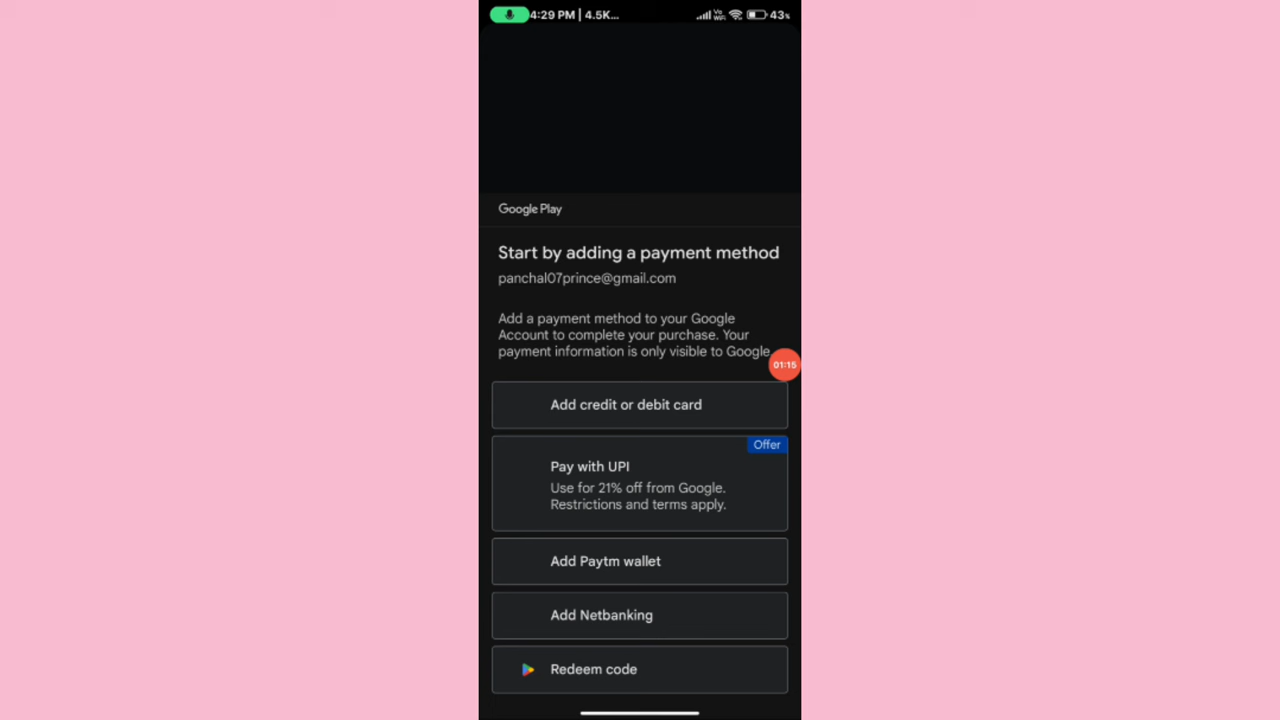 4:29 PM | 4.5K...
Vo
WiFi
43%
Google Play
Start by adding a payment method
panchal07prince@gmail.com
Add a payment method to your Google
Account to complete your purchase. Your
payment information is only visible to Google.
01:15
Add credit or debit card
Offer
Pay with UPI
Use for 21% off from Google.
Restrictions and terms apply.
Add Paytm wallet
Add Netbanking
Redeem code